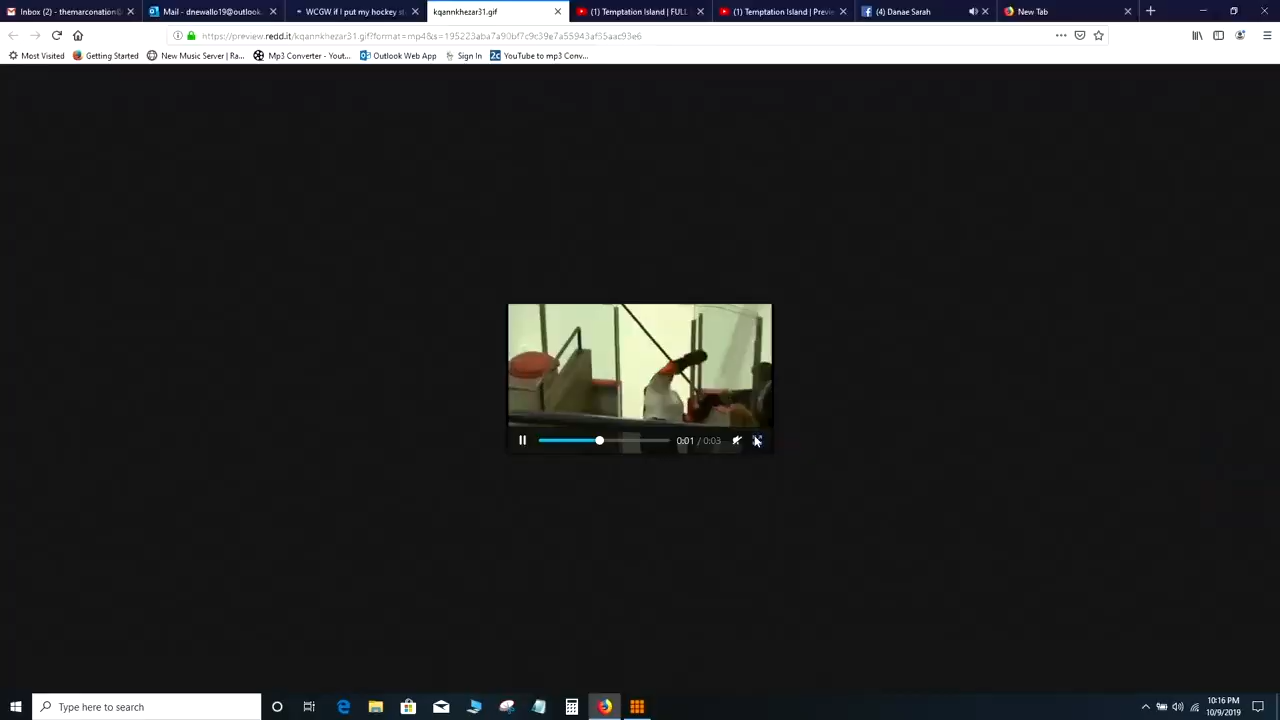 Inbox (2) - themarconation@
Mail - dnewallo19@outlook.
WCGW if I put my hockey st
kqannkhezar31.gif
(1) Temptation Island | FULL
(1) Temptation Island | Previ
(4) Danae Sarah
New Tab
Most Visited
Getting Started
New Music Server | Ra...
Mp3 Converter - Yout...
Outlook Web App
Sign In
YouTube to mp3 Conv...
0:01 / 0:03
Type here to search
10:16 PM
10/9/2019